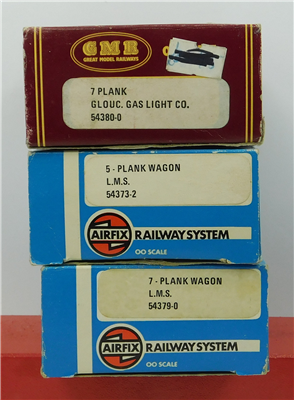 GMR
GREAT MODEL RAILWAYS
7 PLANK
GLOUC. GAS LIGHT CO.
54380-0
5 - PLANK WAGON
L.M.S.
54373-2
AIRFIX RAILWAY SYSTEM
OO SCALE
7 - PLANK WAGON
L.M.S.
54379-0
AIRFIX RAILWAY SYSTEM
OO SCALE